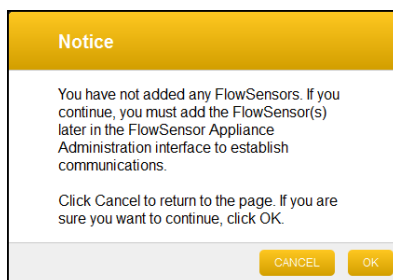 Notice
You have not added any FlowSensors. If you
continue, you must add the FlowSensor(s)
later in the FlowSensor Appliance
Administration interface to establish
communications.
Click Cancel to return to the page. If you are
sure you want to continue, click OK.
CANCEL OK